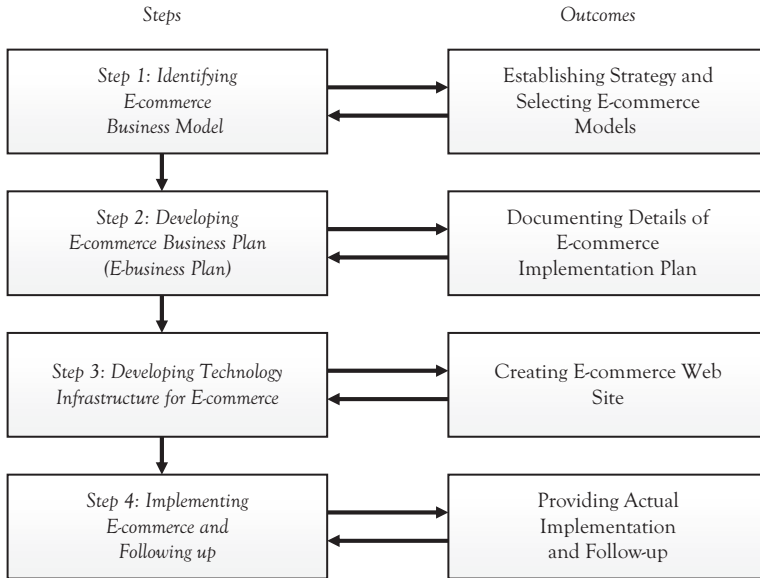 Steps
Outcomes
Step 1: Identifying
E-commerce
Business Model
Establishing Strategy and
Selecting E-commerce
Models
Step 2: Developing
E-commerce Business Plan
(E-business Plan)
Documenting Details of
E-commerce
Implementation Plan
Step 3: Developing Technology
Infrastructure for E-commerce
Creating E-commerce Web
Site
Step 4: Implementing
E-commerce and
Following up
Providing Actual
Implementation
and Follow-up